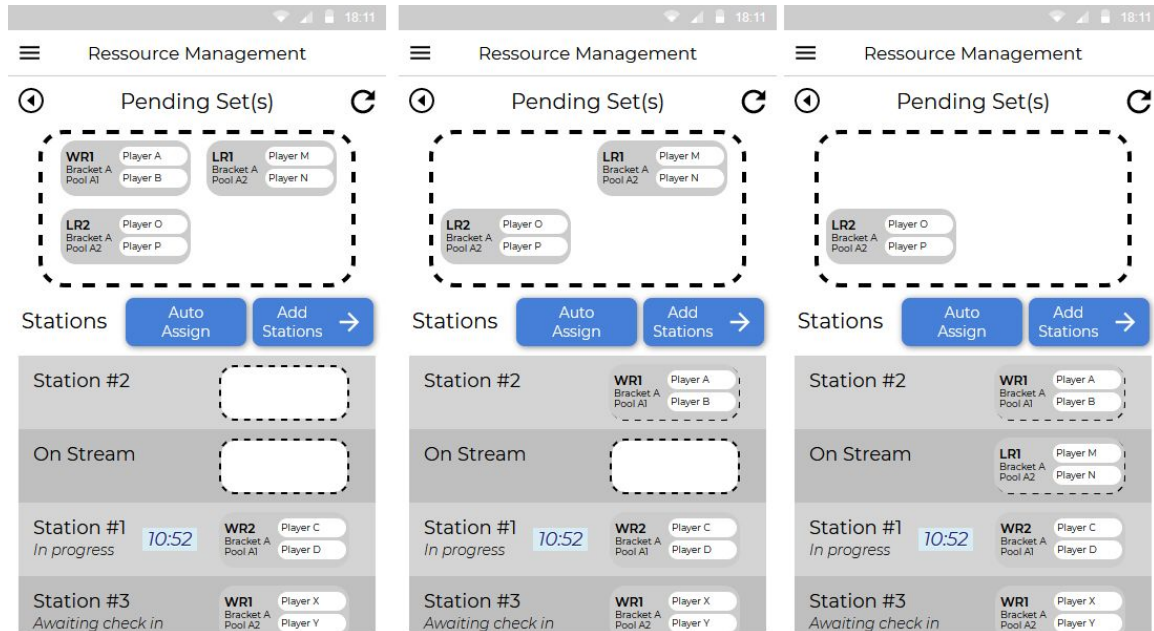 18:11
Ressource Management
Pending Set(s)
WR1 Player A
Bracket A
Pool A1 Player B
LR1 Player M
Bracket A
Pool A2 Player N
LR2 Player O
Bracket A
Pool A2 Player P
Stations
Auto
Assign
Add
Stations
Station #2
On Stream
Station #1
In progress
10:52
WR2 Player C
Bracket A
Pool A1 Player D
Station #3
Awaiting check in
WR1 Player X
Bracket A
Pool A2 Player Y
18:11
Ressource Management
Pending Set(s)
LR1 Player M
Bracket A
Pool A2 Player N
LR2 Player O
Bracket A
Pool A2 Player P
Stations
Auto
Assign
Add
Stations
Station #2
WR1 Player A
Bracket A
Pool A1 Player B
On Stream
Station #1
In progress
10:52
WR2 Player C
Bracket A
Pool A1 Player D
Station #3
Awaiting check in
WR1 Player X
Bracket A
Pool A2 Player Y
18:11
Ressource Management
Pending Set(s)
LR2 Player O
Bracket A
Pool A2 Player P
Stations
Auto
Assign
Add
Stations
Station #2
WR1 Player A
Bracket A
Pool A1 Player B
On Stream
LR1 Player M
Bracket A
Pool A2 Player N
Station #1
In progress
10:52
WR2 Player C
Bracket A
Pool A1 Player D
Station #3
Awaiting check in
WR1 Player X
Bracket A
Pool A2 Player Y